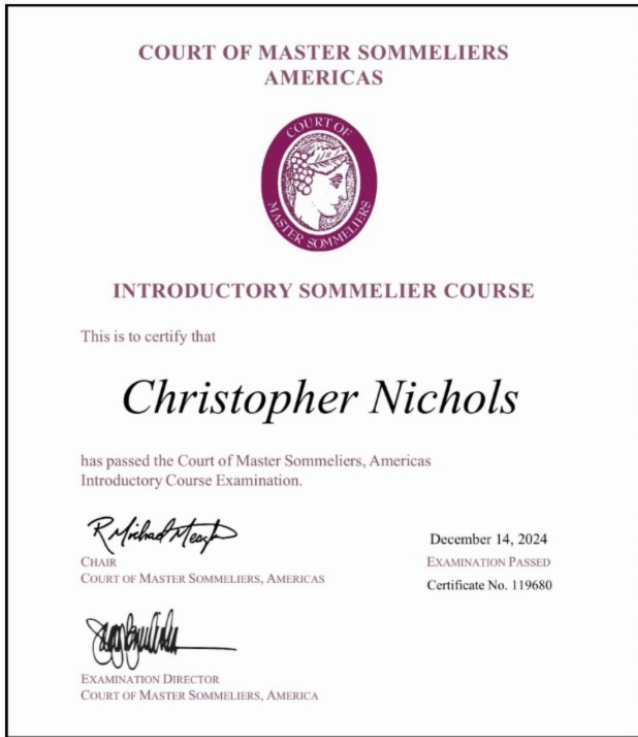 COURT OF MASTER SOMMELIERS
AMERICAS
COURT OF
MASTER SOMMELIERS
INTRODUCTORY SOMMELIER COURSE
This is to certify that
Christopher Nichols
has passed the Court of Master Sommeliers, Americas
Introductory Course Examination.
R Michael Meagh
CHAIR
COURT OF MASTER SOMMELIERS, AMERICAS
December 14, 2024
EXAMINATION PASSED
Certificate No. 119680
EXAMINATION DIRECTOR
COURT OF MASTER SOMMELIERS, AMERICA